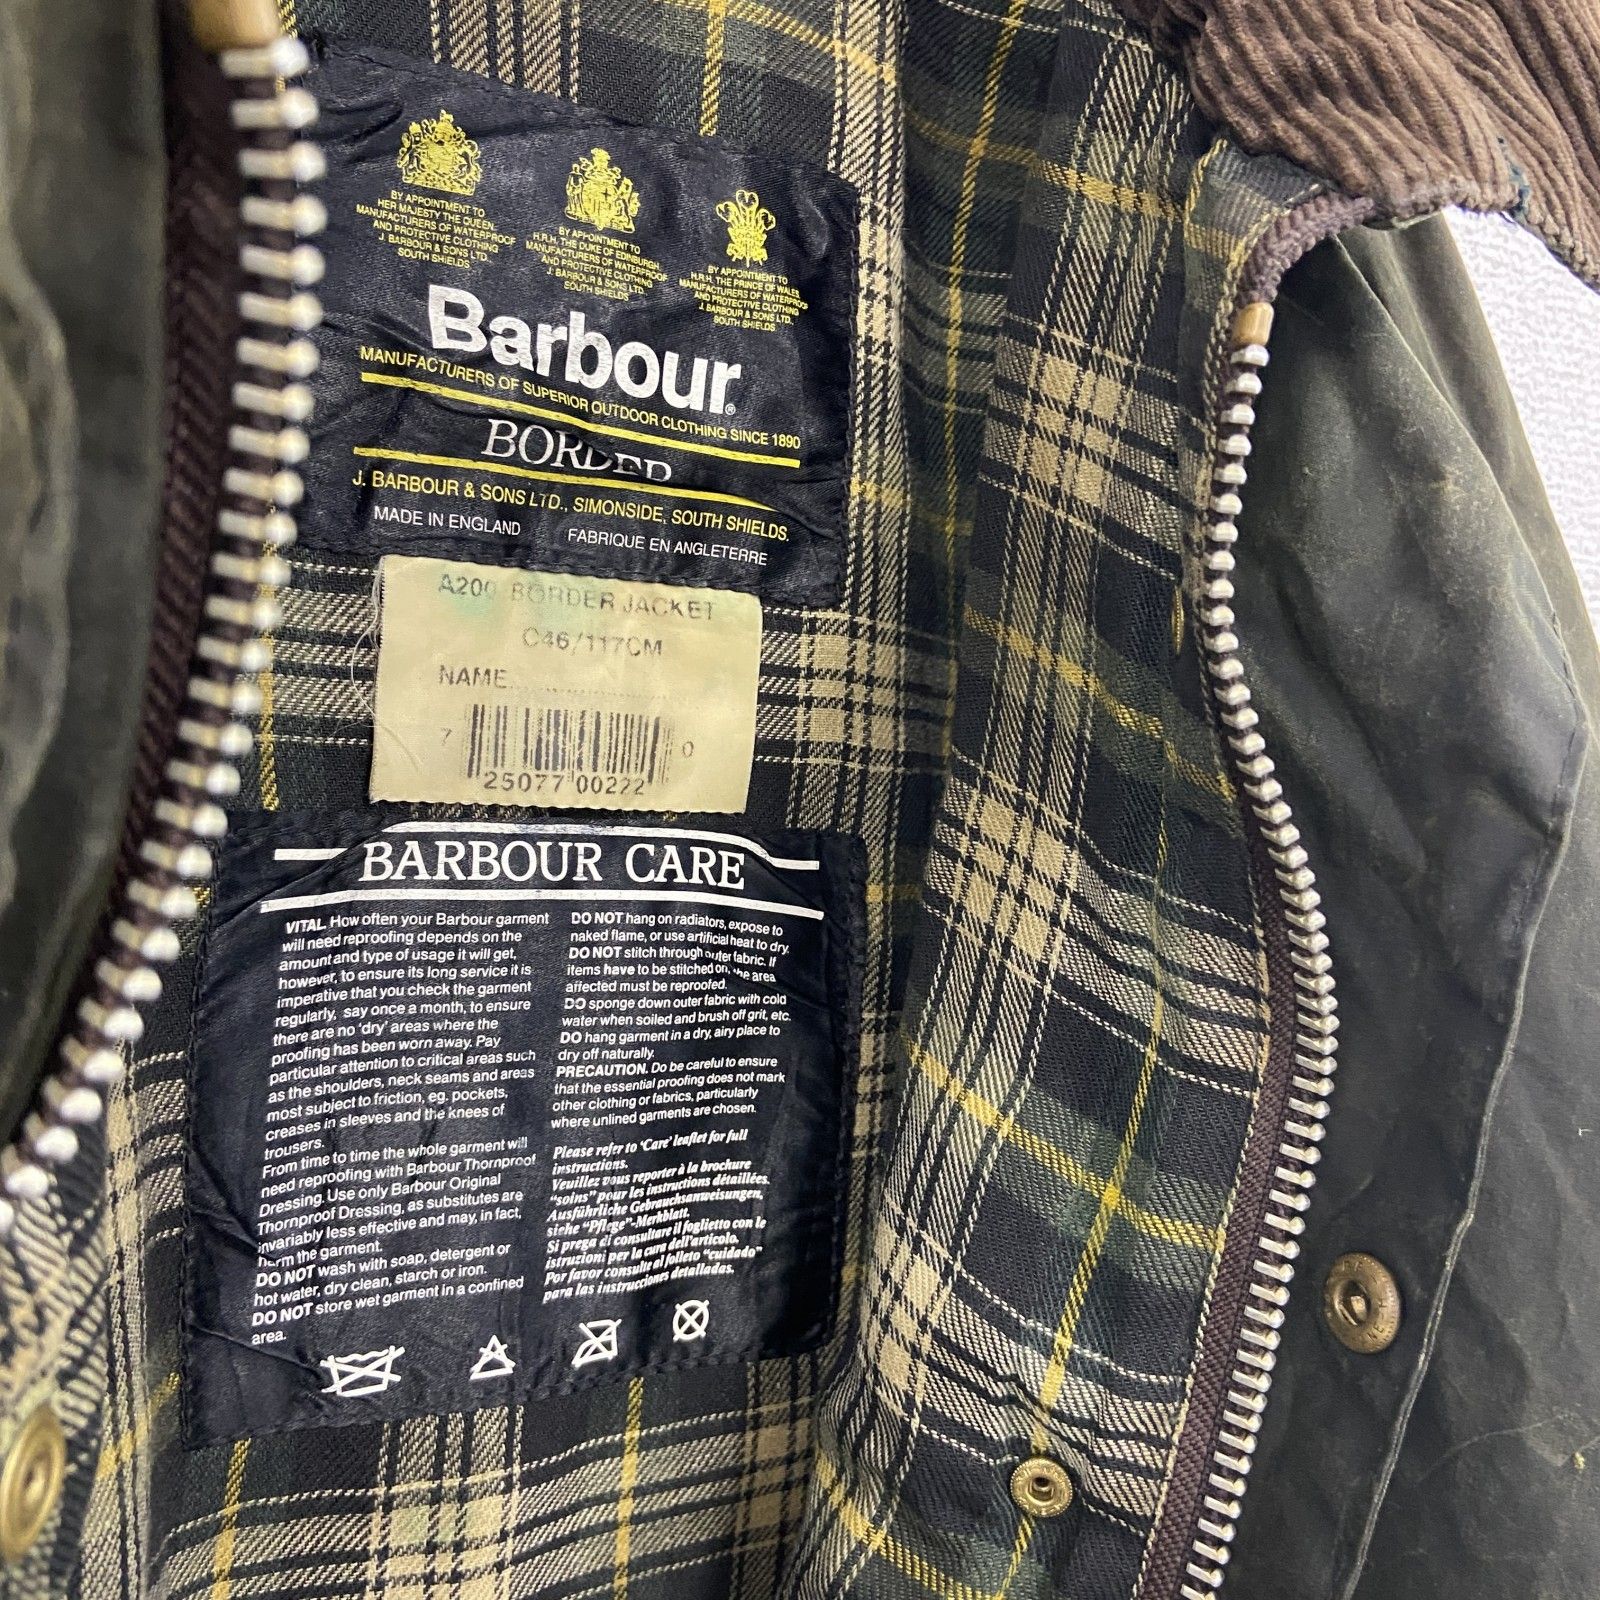 BY APPOINTMENT TO
HER MAJESTY THE QUEEN.
MANUFACTURERS OF WATERPROOF
AND PROTECTIVE CLOTHING
J. BARBOUR & SONS LTD.
SOUTH SHIELDS
BY APPOINTMENT TO
H.R.H. THE DUKE OF EDINBURGH
MANUFACTURERS OF WATERPROOF
AND PROTECTIVE CLOTHING
J. BARBOUR & SONS LTD.
SOUTH SHIELDS
BY APPOINTMENT TO
H.R.H. THE PRINCE OF WALES
MANUFACTURERS OF WATERPROOF
AND PROTECTIVE CLOTHING
J. BARBOUR & SONS LTD.,
SOUTH SHIELDS
Barbour®
MANUFACTURERS OF SUPERIOR OUTDOOR CLOTHING SINCE 1890
BORDER
J. BARBOUR & SONS LTD., SIMONSIDE, SOUTH SHIELDS.
MADE IN ENGLAND FABRIQUE EN ANGLETERRE
A200 BORDER JACKET
C46/117CM
NAME
7 25077 00222 0
BARBOUR CARE
VITAL. How often your Barbour garment
will need reproofing depends on the
amount and type of usage it will get,
however, to ensure its long service it is
imperative that you check the garment
regularly, say once a month, to ensure
there are no 'dry' areas where the
proofing has been worn away. Pay
particular attention to critical areas such
as the shoulders, neck seams and areas
most subject to friction, eg. pockets,
creases in sleeves and the knees of
trousers.
From time to time the whole garment will
need reproofing with Barbour Thornproof
Dressing. Use only Barbour Original
Thornproof Dressing, as substitutes are
invariably less effective and may, in fact,
harm the garment.
DO NOT wash with soap, detergent or
hot water, dry clean, starch or iron.
DO NOT store wet garment in a confined
area.
DO NOT hang on radiators, expose to
naked flame, or use artificial heat to dry.
DO NOT stitch through outer fabric. If
items have to be stitched on, the area
affected must be reproofed.
DO sponge down outer fabric with cold
water when soiled and brush off grit, etc.
DO hang garment in a dry, airy place to
dry off naturally.
PRECAUTION. Do be careful to ensure
that the essential proofing does not mark
other clothing or fabrics, particularly
where unlined garments are chosen.
Please refer to 'Care' leaflet for full
instructions.
Veuillez vous reporter à la brochure
"soins" pour les instructions détaillées.
Ausführliche Gebrauchsanweisungen,
siehe "Pflege"-Merkblatt.
Si prega di consultare il foglietto con le
istruzioni per la cura dell'articolo.
Por favor consulte al folleto "cuidado"
para las instrucciones detalladas.